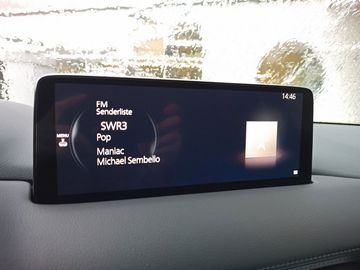 14:46
FM
Senderliste
SWR3
Pop
MENU
Maniac
Michael Sembello